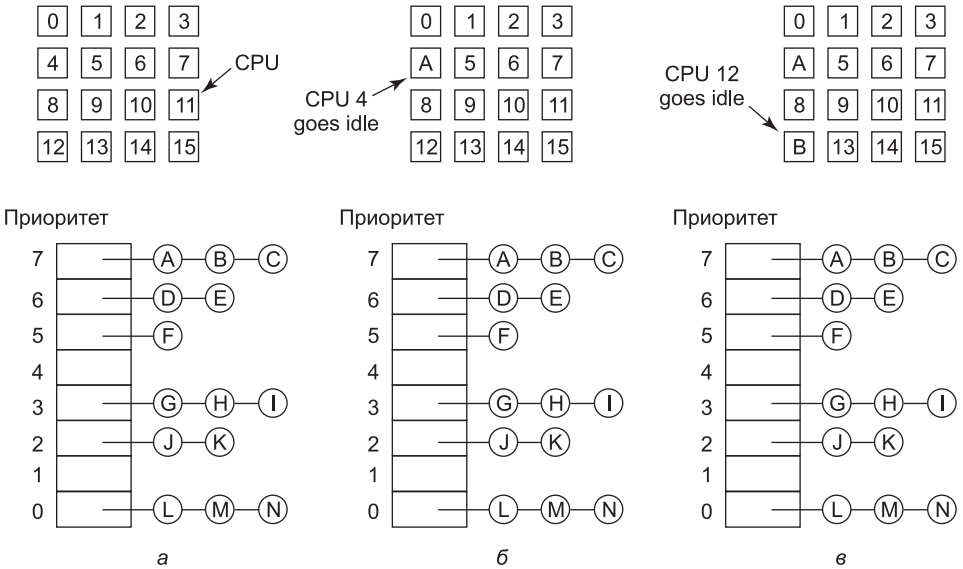 0 1 2 3
4 5 6 7
8 9 10 11
12 13 14 15
CPU
0 1 2 3
A 5 6 7
8 9 10 11
12 13 14 15
CPU 4
goes idle
0 1 2 3
A 5 6 7
8 9 10 11
B 13 14 15
CPU 12
goes idle
Приоритет
7 A B C
6 D E
5 F
4
3 G H I
2 J K
1
0 L M N
а
Приоритет
7 A B C
6 D E
5 F
4
3 G H I
2 J K
1
0 L M N
б
Приоритет
7 A B C
6 D E
5 F
4
3 G H I
2 J K
1
0 L M N
в